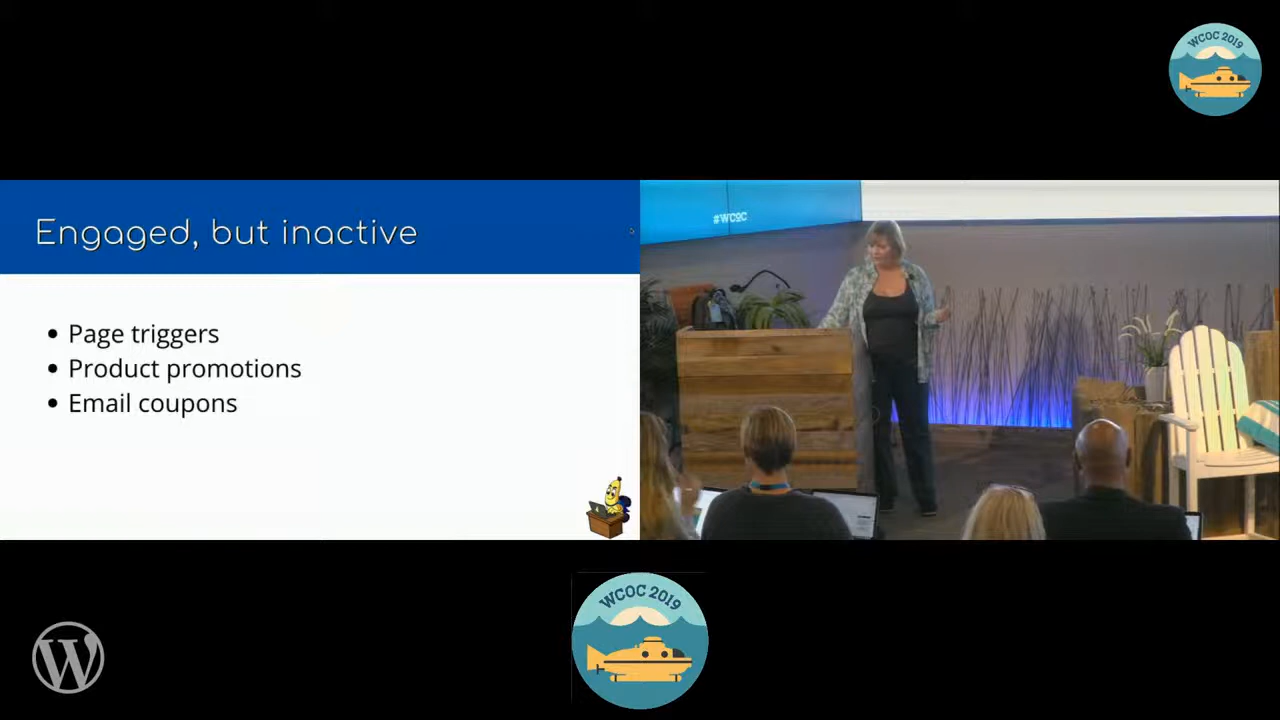 WCOC 2019
Engaged, but inactive
#WCOC
• Page triggers
• Product promotions
• Email coupons
WCOC 2019